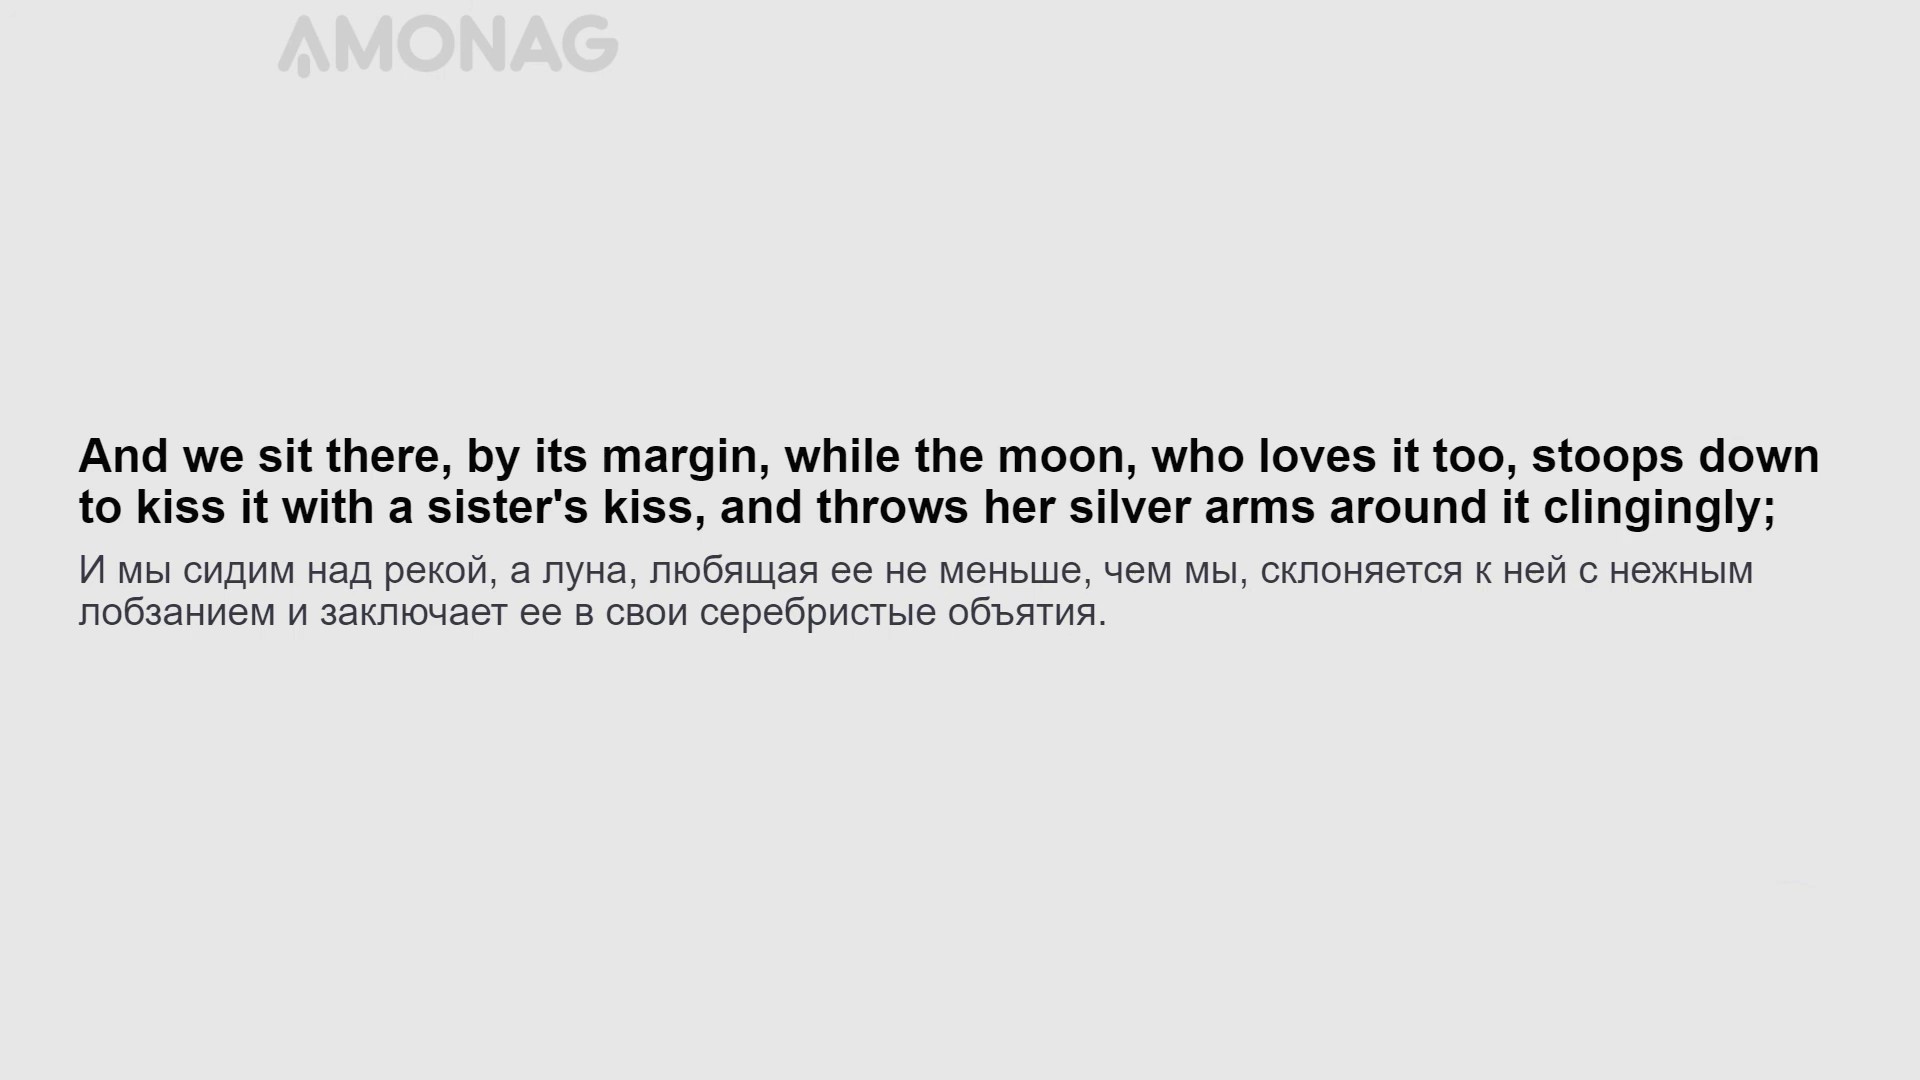 AMONAG
And we sit there, by its margin, while the moon, who loves it too, stoops down
to kiss it with a sister's kiss, and throws her silver arms around it clingingly;
И мы сидим над рекой, а луна, любящая ее не меньше, чем мы, склоняется к ней с нежным
лобзанием и заключает ее в свои серебристые объятия.